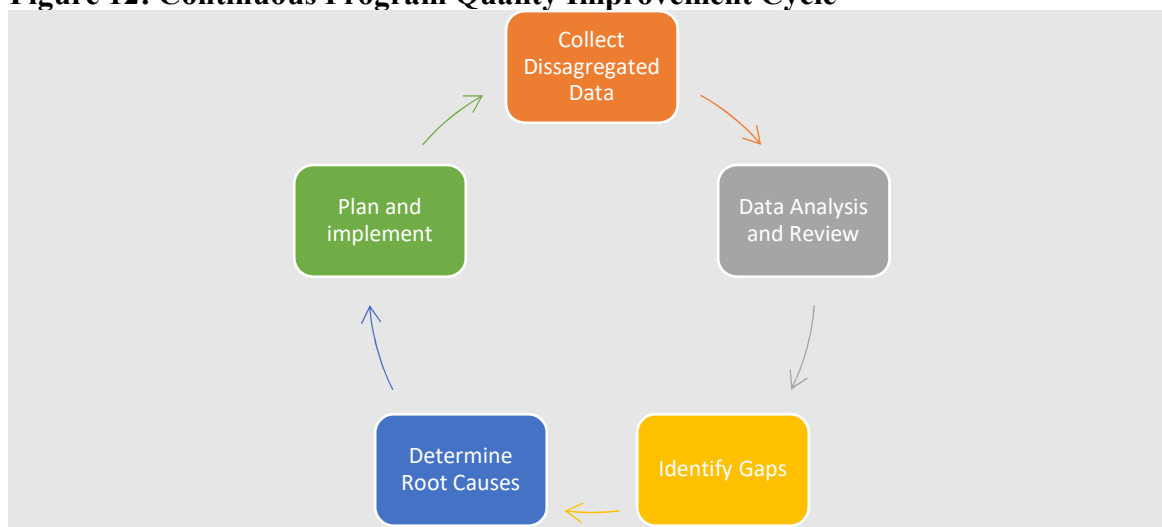 Figure 12: Continuous Program Quality Improvement Cycle
Collect
Dissagregated
Data
Data Analysis
and Review
Identify Gaps
Determine
Root Causes
Plan and
implement